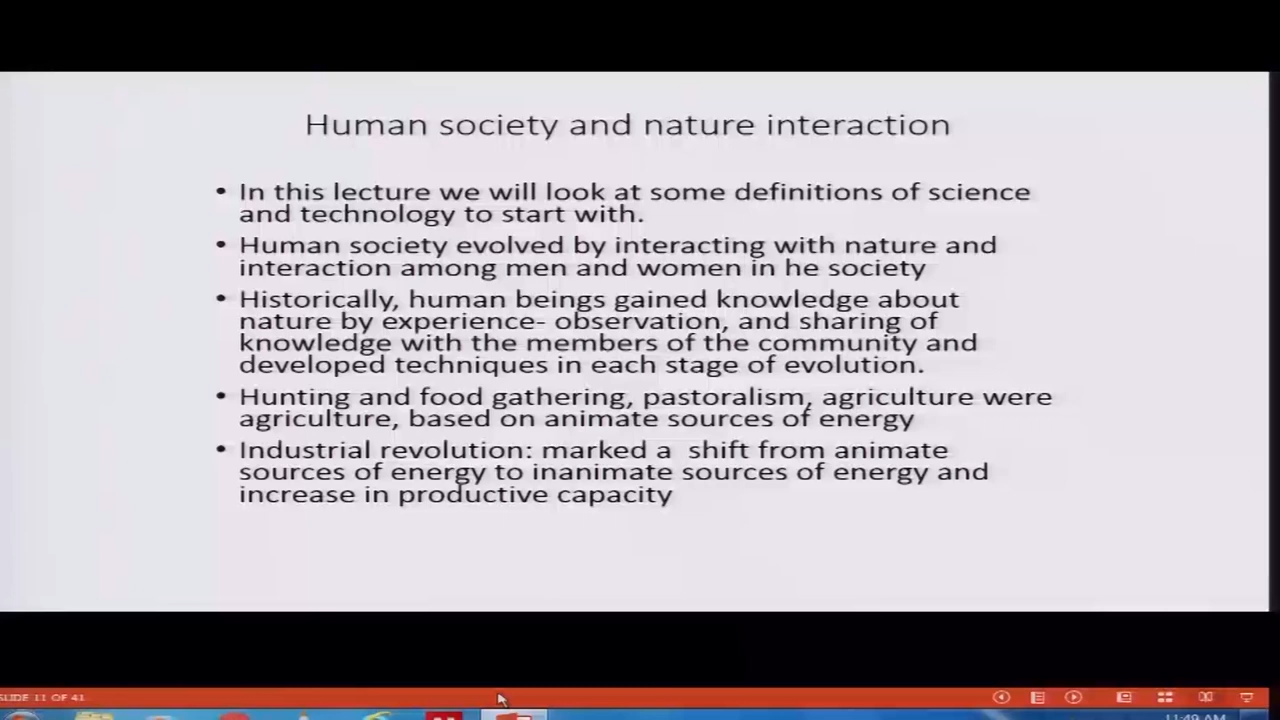 Human society and nature interaction
• In this lecture we will look at some definitions of science
and technology to start with.
• Human society evolved by interacting with nature and
interaction among men and women in he society
• Historically, human beings gained knowledge about
nature by experience- observation, and sharing of
knowledge with the members of the community and
developed techniques in each stage of evolution.
• Hunting and food gathering, pastoralism, agriculture were
agriculture, based on animate sources of energy
• Industrial revolution: marked a shift from animate
sources of energy to inanimate sources of energy and
increase in productive capacity
SLIDE 11 OF 41
11:49 AM